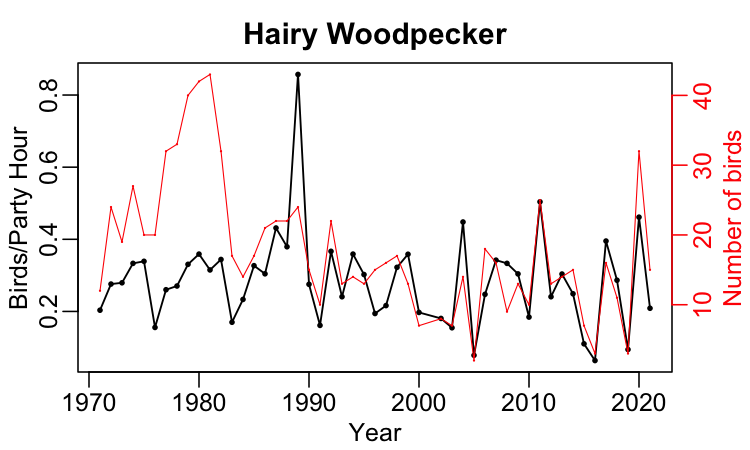 Hairy Woodpecker
Birds/Party Hour
0.2 0.4 0.6 0.8
Number of birds
10 20 30 40
1970 1980 1990 2000 2010 2020
Year